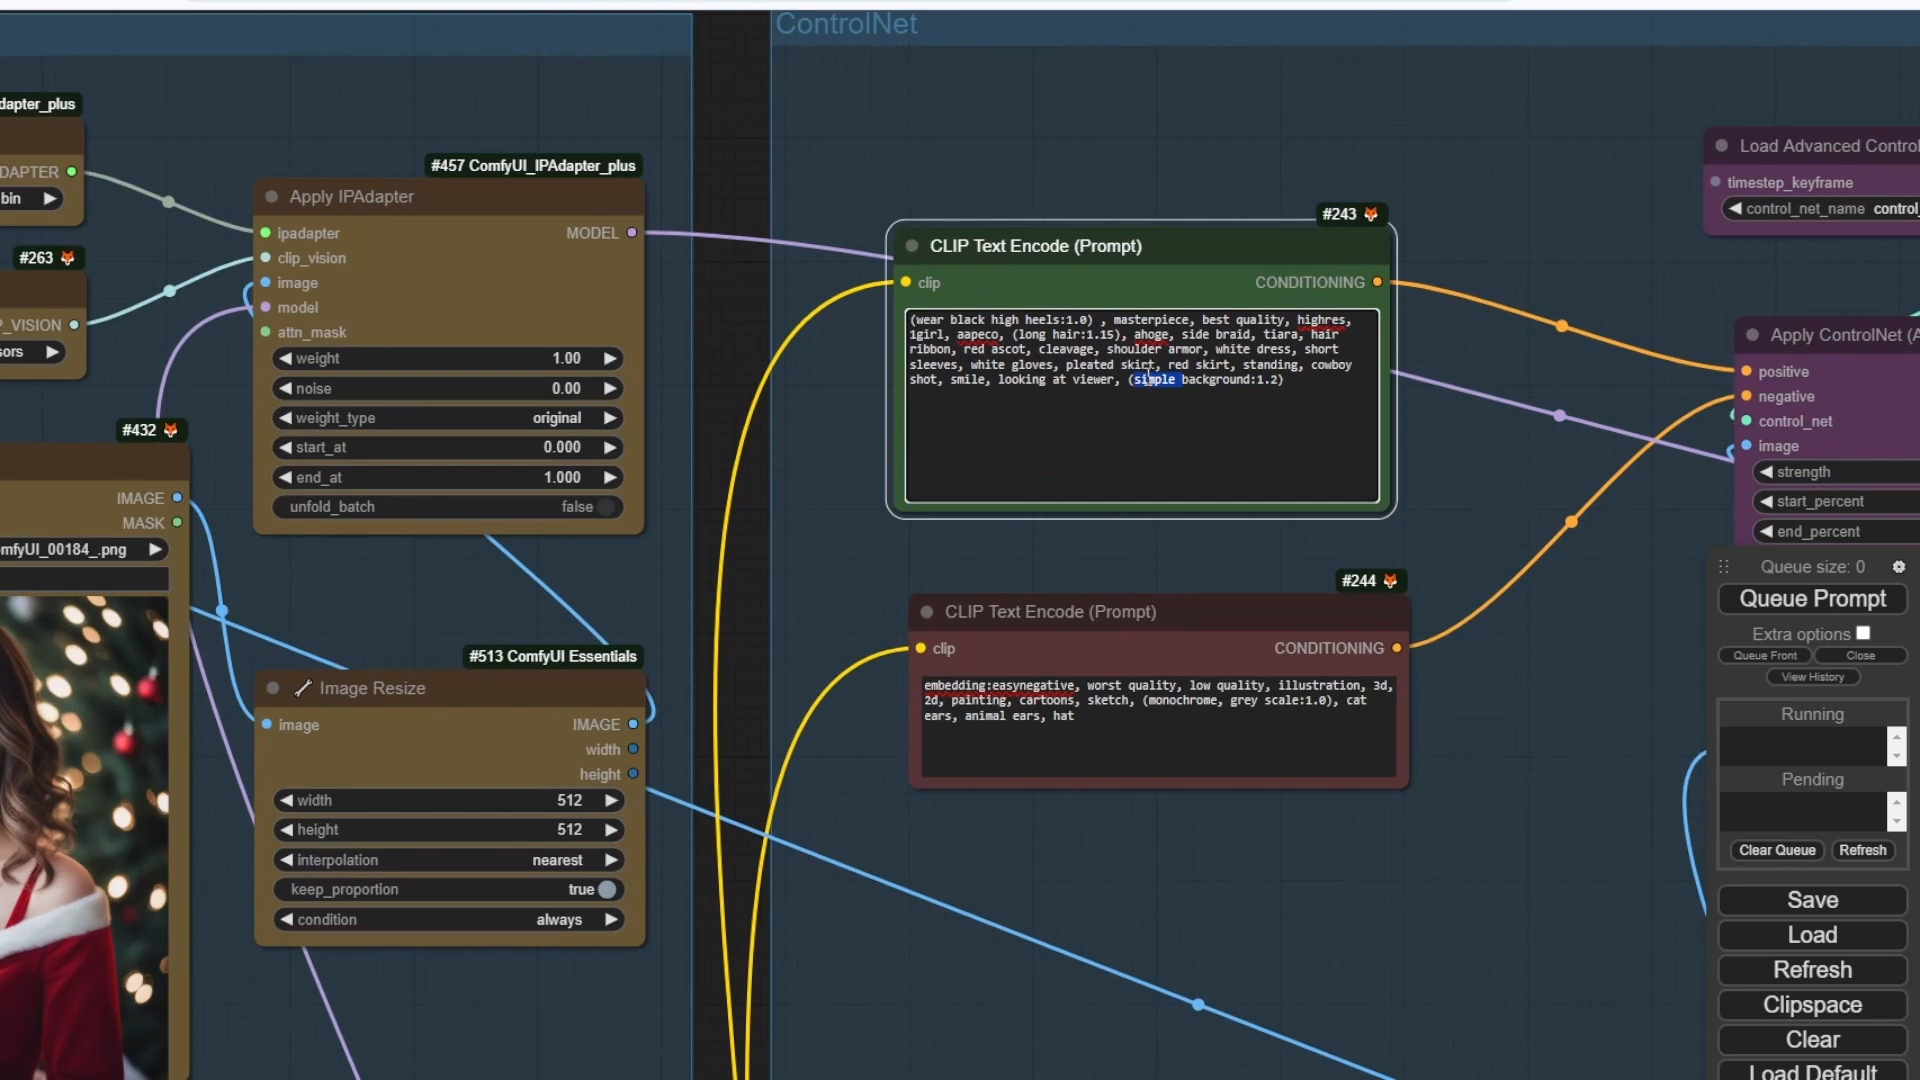 ControlNet
dapter_plus
DAPTER
bin
#263
P_VISION
sors
#432
IMAGE
MASK
omfyUI_00184_.png
#457 ComfyUI_IPAdapter_plus
Apply IPAdapter
ipadapter MODEL
clip_vision
image
model
attn_mask
weight 1.00
noise 0.00
weight_type original
start_at 0.000
end_at 1.000
unfold_batch false
#513 ComfyUI Essentials
Image Resize
image IMAGE
width
height
width 512
height 512
interpolation nearest
keep_proportion true
condition always
#243
CLIP Text Encode (Prompt)
clip CONDITIONING
(wear black high heels:1.0) , masterpiece, best quality, highres,
1girl, aapeco, (long hair:1.15), ahoge, side braid, tiara, hair
ribbon, red ascot, cleavage, shoulder armor, white dress, short
sleeves, white gloves, pleated skirt, red skirt, standing, cowboy
shot, smile, looking at viewer, (simple background:1.2)
#244
CLIP Text Encode (Prompt)
clip CONDITIONING
embedding:easynegative, worst quality, low quality, illustration, 3d,
2d, painting, cartoons, sketch, (monochrome, grey scale:1.0), cat
ears, animal ears, hat
Load Advanced Control
timestep_keyframe
control_net_name control_
Apply ControlNet (A
positive
negative
control_net
image
strength
start_percent
end_percent
Queue size: 0
Queue Prompt
Extra options
Queue Front Close
View History
Running
Pending
Clear Queue Refresh
Save
Load
Refresh
Clipspace
Clear
Load Default